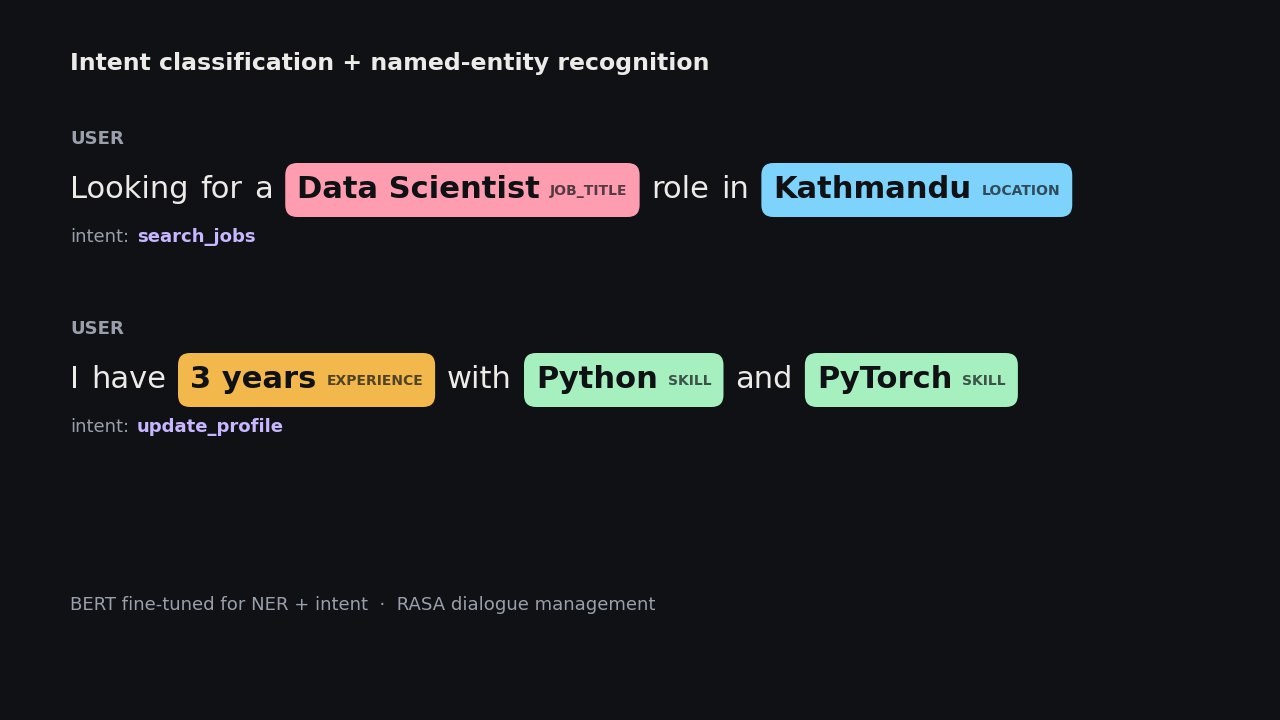 Intent classification + named-entity recognition
USER
Looking for a Data Scientist JOB_TITLE role in Kathmandu LOCATION
intent: search_jobs
USER
I have 3 years EXPERIENCE with Python SKILL and PyTorch SKILL
intent: update_profile
BERT fine-tuned for NER + intent · RASA dialogue management